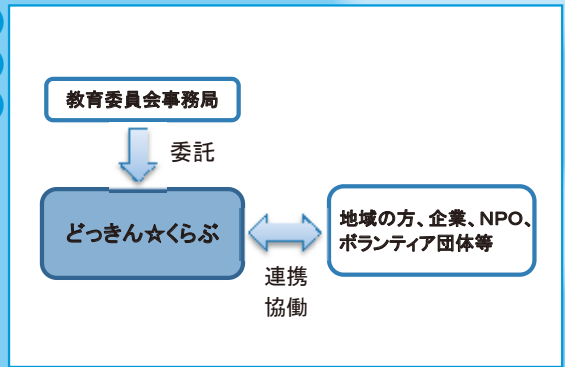 教育委員会事務局
委託
どっきん☆くらぶ
地域の方、企業、NPO、
ボランティア団体等
連携
協働